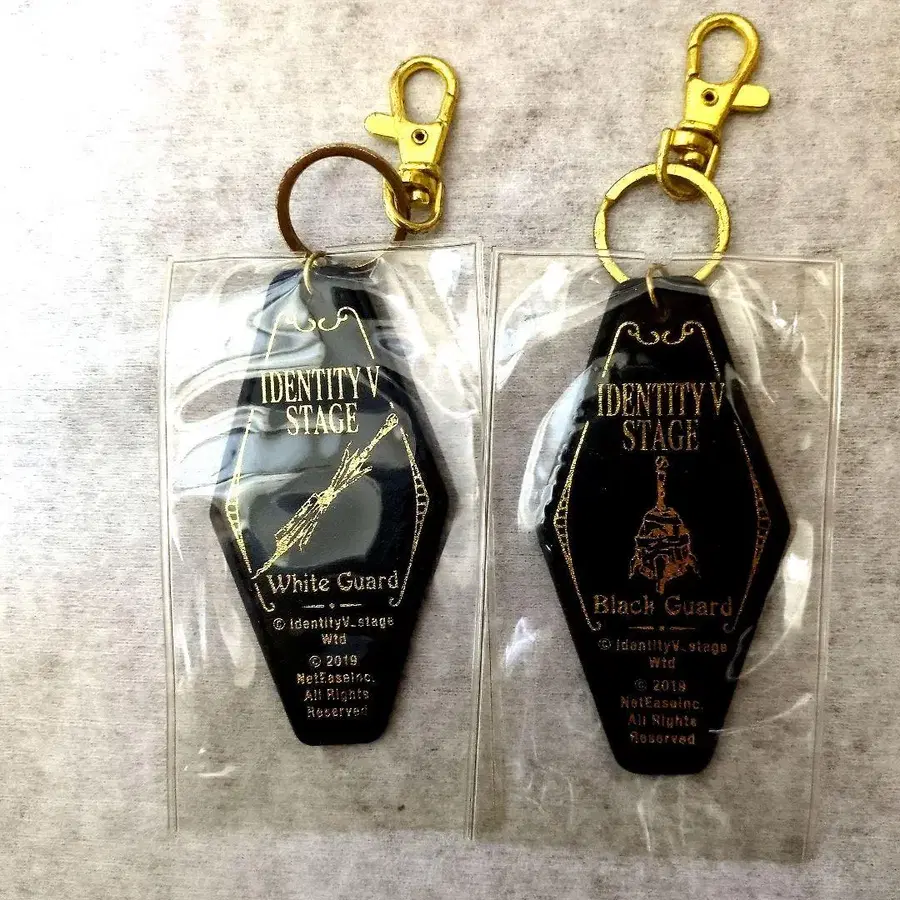 IDENTITY V
STAGE
White Guard
© IdentityV_stage
Wtd
© 2019
NetEaseInc.
All Rights
Reserved
IDENTITY V
STAGE
Black Guard
© IdentityV_stage
Wtd
© 2019
NetEaseInc.
All Rights
Reserved